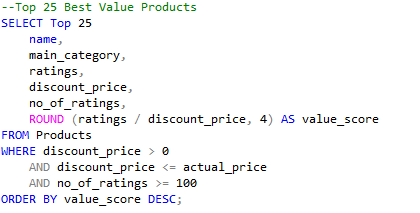 --Top 25 Best Value Products
SELECT Top 25
    name,
    main_category,
    ratings,
    discount_price,
    no_of_ratings,
    ROUND (ratings / discount_price, 4) AS value_score
FROM Products
WHERE discount_price > 0
    AND discount_price <= actual_price
    AND no_of_ratings >= 100
ORDER BY value_score DESC;